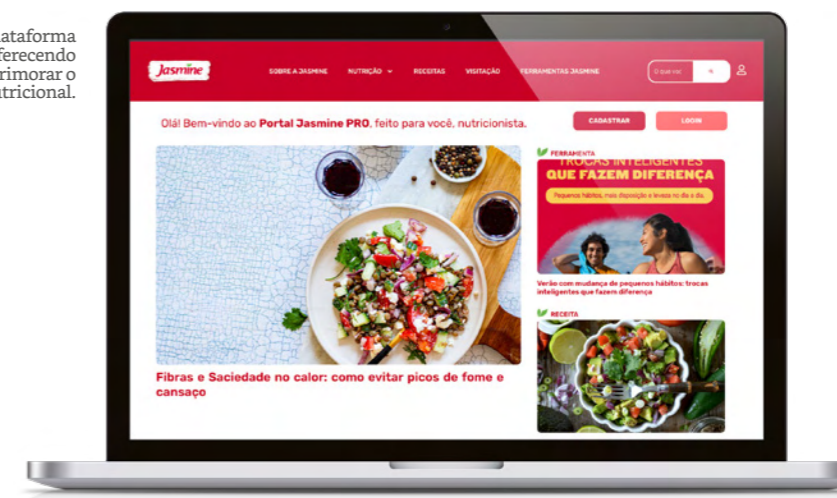 ataforma
ferecendo
rimorar o
utricional.
Jasmine
SOBRE A JASMINE
NUTRIÇÃO
RECEITAS
VISITAÇÃO
FERRAMENTAS JASMINE
O que voc
Olá! Bem-vindo ao Portal Jasmine PRO, feito para você, nutricionista.
CADASTRAR
LOGIN
Fibras e Saciedade no calor: como evitar picos de fome e
cansaço
FERRAMENTA
TROCAS INTELIGENTES
QUE FAZEM DIFERENÇA
Pequenos hábitos, mais disposição e leveza no dia a dia.
Verão com mudança de pequenos hábitos: trocas
inteligentes que fazem diferença
RECEITA